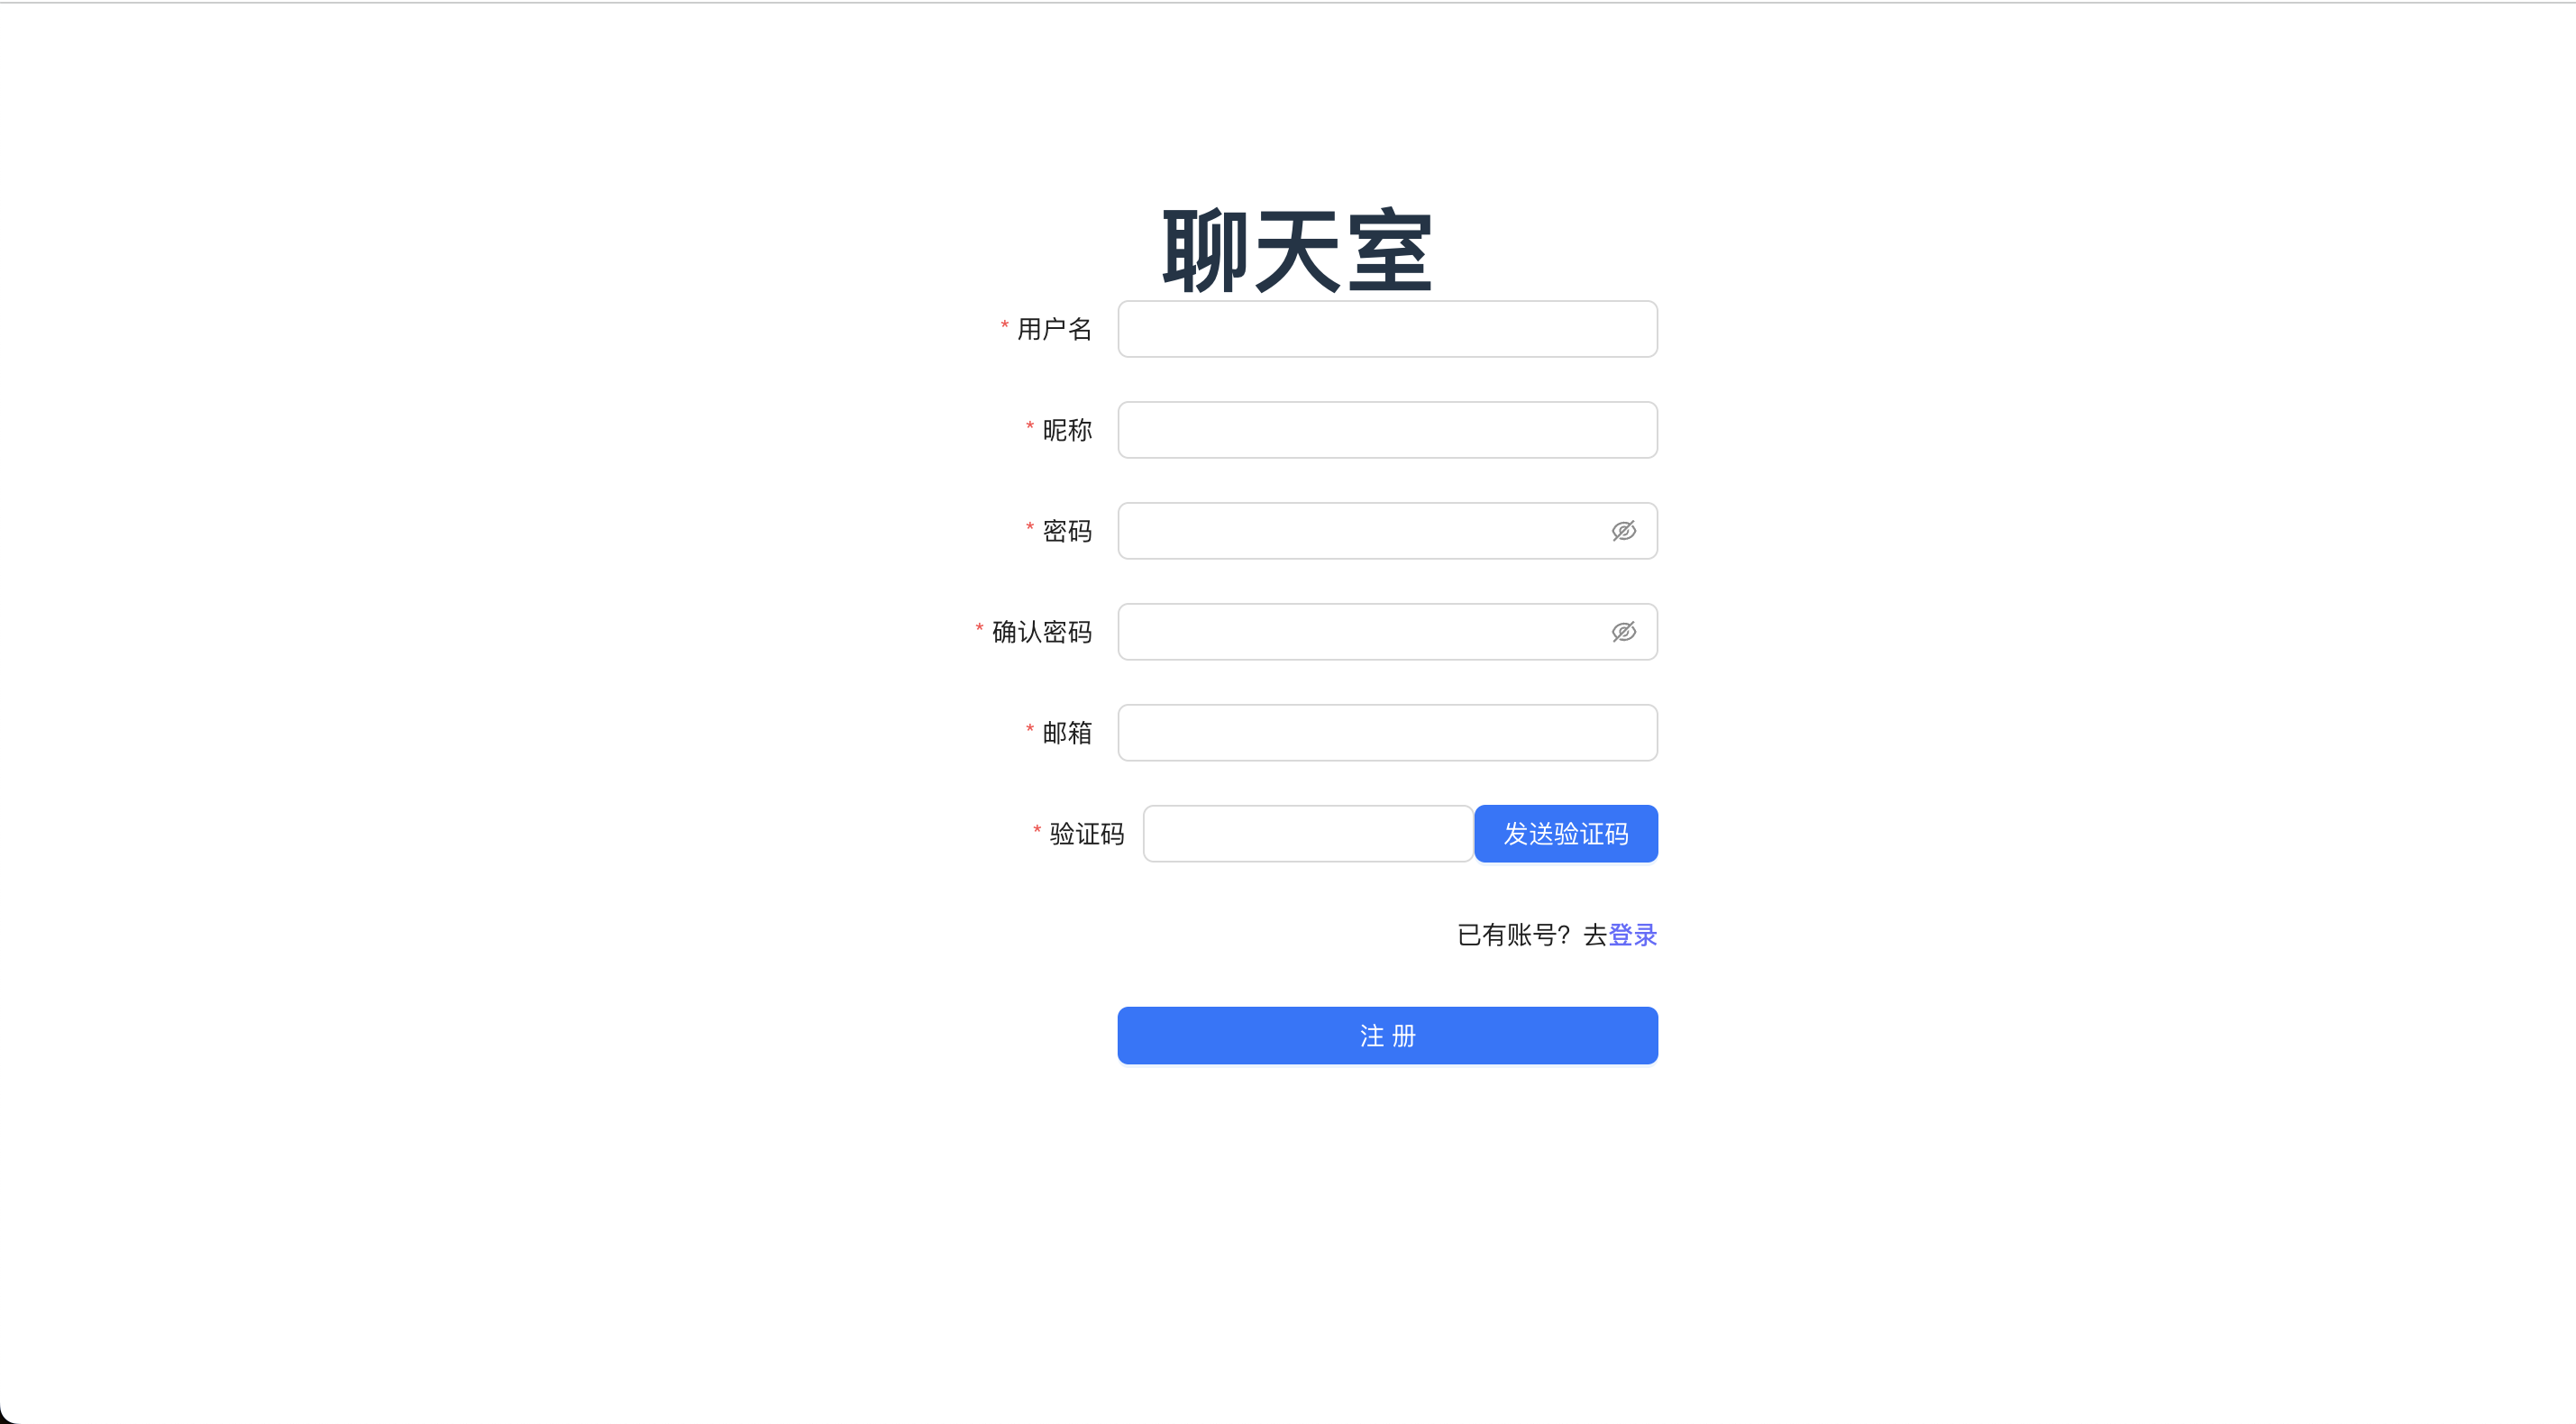 聊天室
* 用户名
* 昵称
* 密码
* 确认密码
* 邮箱
* 验证码 发送验证码
已有账号？去登录
注 册